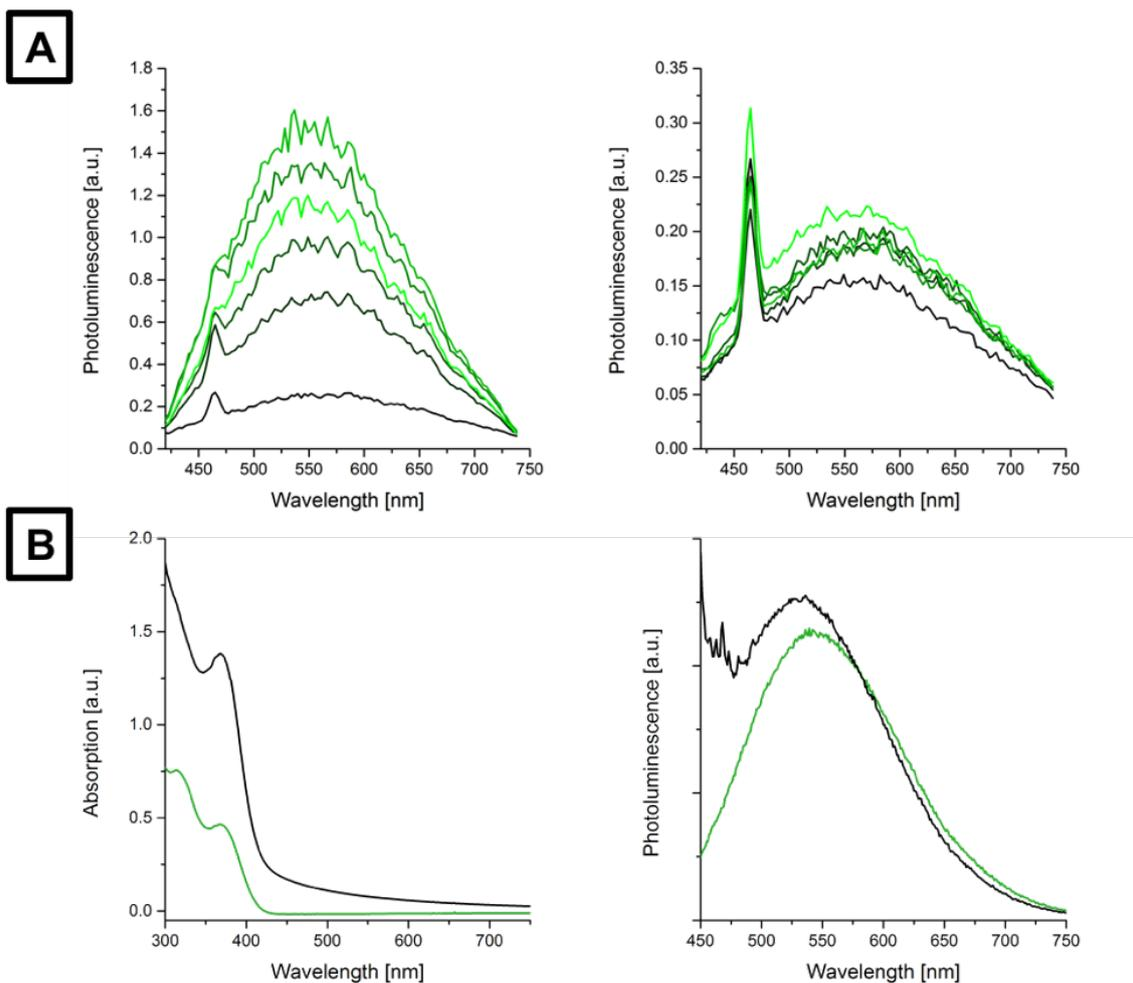 A
Photoluminescence [a.u.]
1.8
1.6
1.4
1.2
1.0
0.8
0.6
0.4
0.2
0.0
450 500 550 600 650 700 750
Wavelength [nm]
Photoluminescence [a.u.]
0.35
0.30
0.25
0.20
0.15
0.10
0.05
0.00
450 500 550 600 650 700 750
Wavelength [nm]
B
Absorption [a.u.]
2.0
1.5
1.0
0.5
0.0
300 400 500 600 700
Wavelength [nm]
Photoluminescence [a.u.]
450 500 550 600 650 700 750
Wavelength [nm]